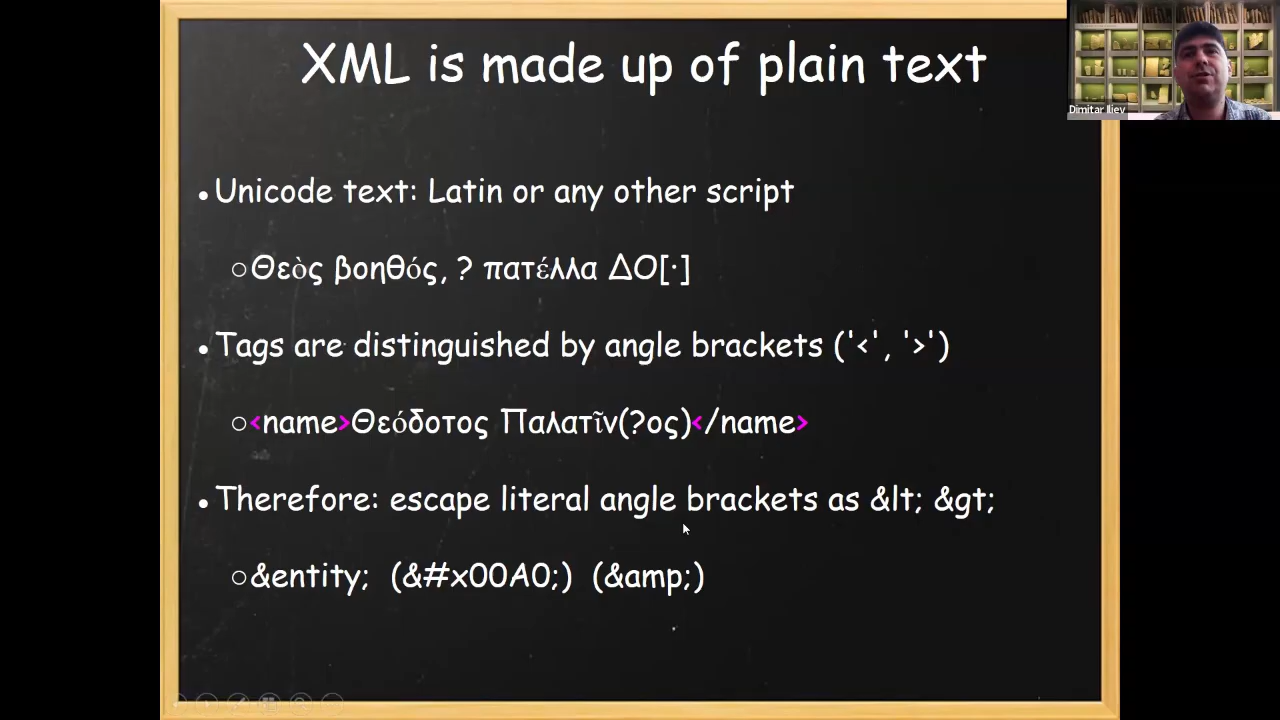 XML is made up of plain text
Dimitar Iliev
•Unicode text: Latin or any other script
○Θεὸς βοηθός, ? πατέλλα ΔΟ[·]
•Tags are distinguished by angle brackets ('<', '>')
○<name>Θεόδοτος Παλατῖν(?ος)</name>
•Therefore: escape literal angle brackets as &lt; &gt;
○&entity; (&#x00A0;) (&amp;)